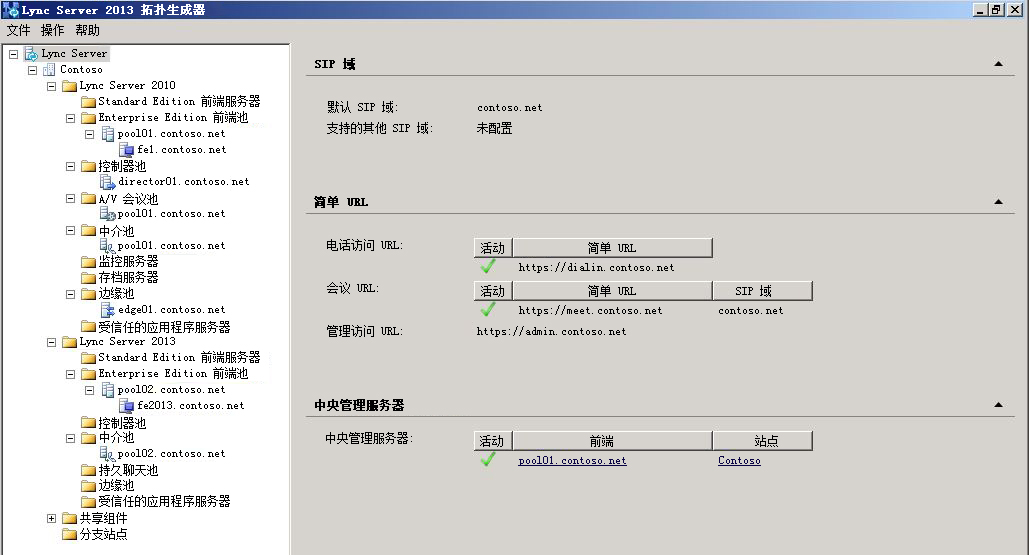 Lync Server 2013 拓扑生成器
文件 操作 帮助
Lync Server
Contoso
Lync Server 2010
Standard Edition 前端服务器
Enterprise Edition 前端池
pool01.contoso.net
fe1.contoso.net
控制器池
director01.contoso.net
A/V 会议池
pool01.contoso.net
中介池
pool01.contoso.net
监控服务器
存档服务器
边缘池
edge01.contoso.net
受信任的应用程序服务器
Lync Server 2013
Standard Edition 前端服务器
Enterprise Edition 前端池
pool02.contoso.net
fe2013.contoso.net
控制器池
中介池
pool02.contoso.net
持久聊天池
边缘池
受信任的应用程序服务器
共享组件
分支站点
SIP 域
默认 SIP 域: contoso.net
支持的其他 SIP 域: 未配置
简单 URL
电话访问 URL: 活动 简单 URL
https://dialin.contoso.net
会议 URL: 活动 简单 URL SIP 域
https://meet.contoso.net contoso.net
管理访问 URL: https://admin.contoso.net
中央管理服务器
中央管理服务器: 活动 前端 站点
pool01.contoso.net Contoso